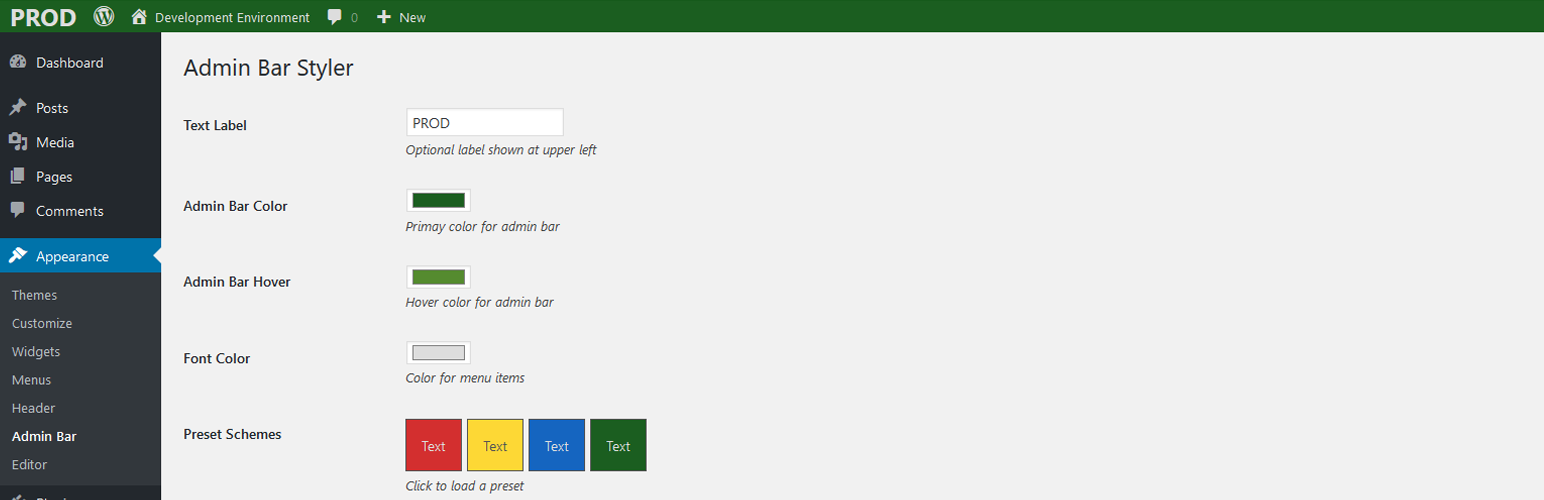 PROD Development Environment 0 New
Dashboard
Posts
Media
Pages
Comments
Appearance
Themes
Customize
Widgets
Menus
Header
Admin Bar
Editor
Admin Bar Styler
Text Label PROD
Optional label shown at upper left
Admin Bar Color
Primay color for admin bar
Admin Bar Hover
Hover color for admin bar
Font Color
Color for menu items
Preset Schemes Text Text Text Text
Click to load a preset